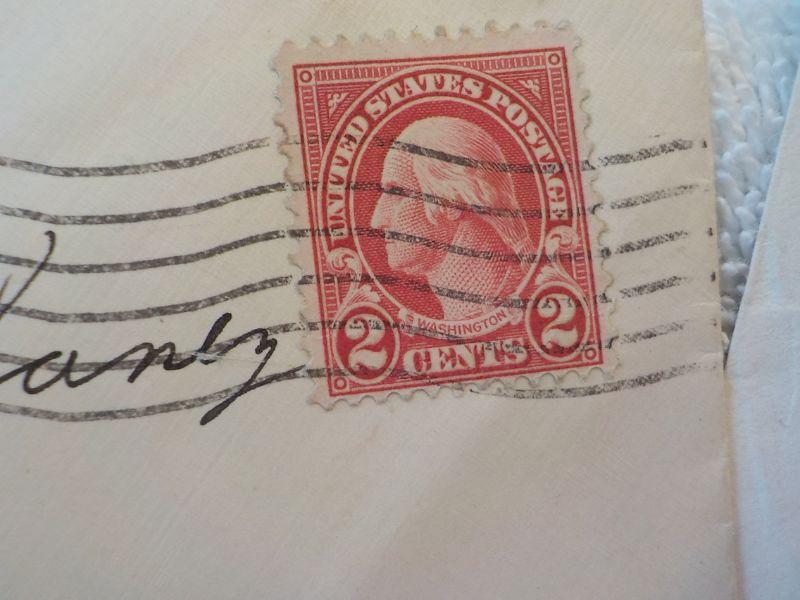 UNITED STATES POSTAGE
WASHINGTON
2 CENTS 2